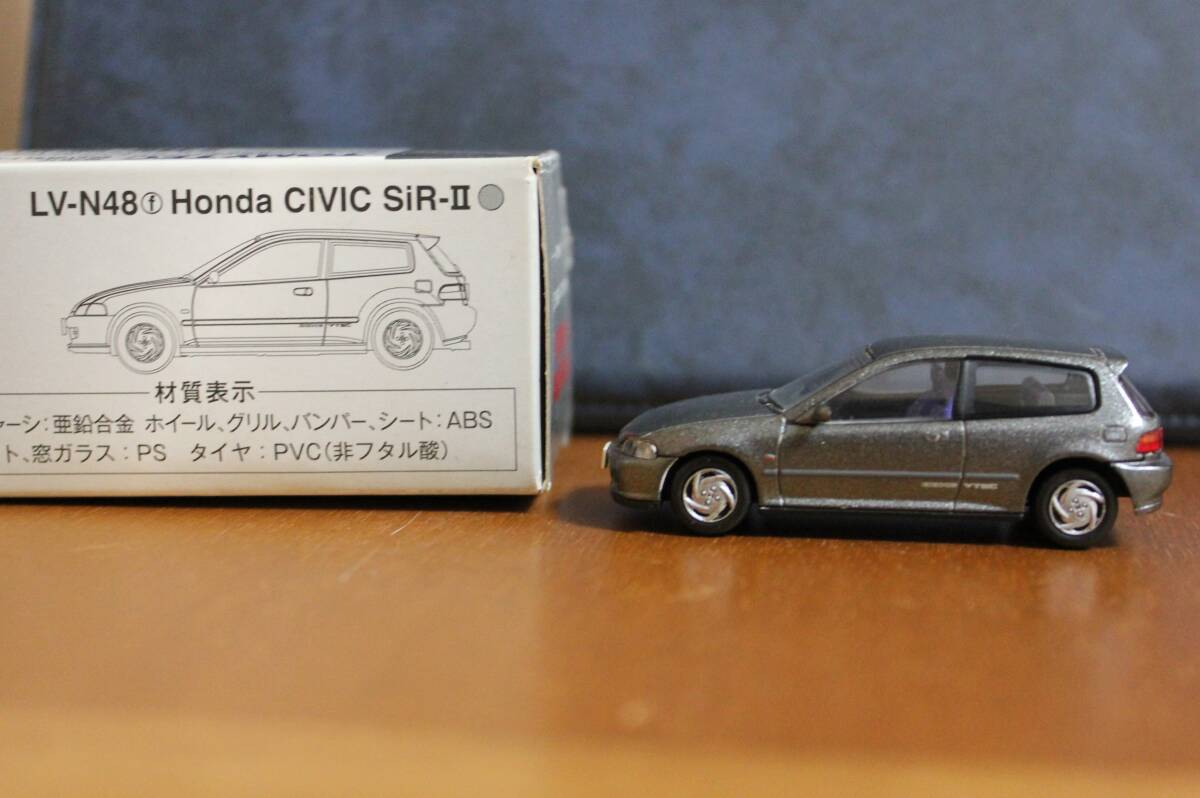 LV-N48ⓕ Honda CIVIC SiR-Ⅱ
材質表示
ャーシ:亜鉛合金 ホイール、グリル、バンパー、シート:ABS
ト、窓ガラス:PS タイヤ:PVC(非フタル酸)
VTEC